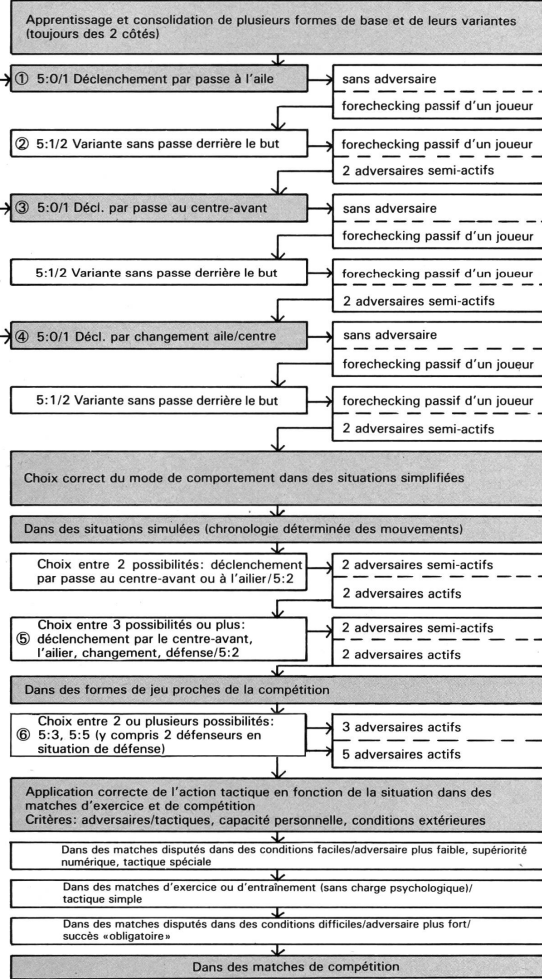 Apprentissage et consolidation de plusieurs formes de base et de leurs variantes
(toujours des 2 côtés)
① 5:0/1 Déclenchement par passe à l'aile
sans adversaire
forechecking passif d'un joueur
② 5:1/2 Variante sans passe derrière le but
forechecking passif d'un joueur
2 adversaires semi-actifs
③ 5:0/1 Décl. par passe au centre-avant
sans adversaire
forechecking passif d'un joueur
5:1/2 Variante sans passe derrière le but
forechecking passif d'un joueur
2 adversaires semi-actifs
④ 5:0/1 Décl. par changement aile/centre
sans adversaire
forechecking passif d'un joueur
5:1/2 Variante sans passe derrière le but
forechecking passif d'un joueur
2 adversaires semi-actifs
Choix correct du mode de comportement dans des situations simplifiées
Dans des situations simulées (chronologie déterminée des mouvements)
Choix entre 2 possibilités: déclenchement
par passe au centre-avant ou à l'ailier/5:2
2 adversaires semi-actifs
2 adversaires actifs
⑤ Choix entre 3 possibilités ou plus:
déclenchement par le centre-avant,
l'ailier, changement, défense/5:2
2 adversaires semi-actifs
2 adversaires actifs
Dans des formes de jeu proches de la compétition
⑥ Choix entre 2 ou plusieurs possibilités:
5:3, 5:5 (y compris 2 défenseurs en
situation de défense)
3 adversaires actifs
5 adversaires actifs
Application correcte de l'action tactique en fonction de la situation dans des
matches d'exercice et de compétition
Critères: adversaires/tactiques, capacité personnelle, conditions extérieures
Dans des matches disputés dans des conditions faciles/adversaire plus faible, supériorité
numérique, tactique spéciale
Dans des matches d'exercice ou d'entraînement (sans charge psychologique)/
tactique simple
Dans des matches disputés dans des conditions difficiles/adversaire plus fort/
succès «obligatoire»
Dans des matches de compétition